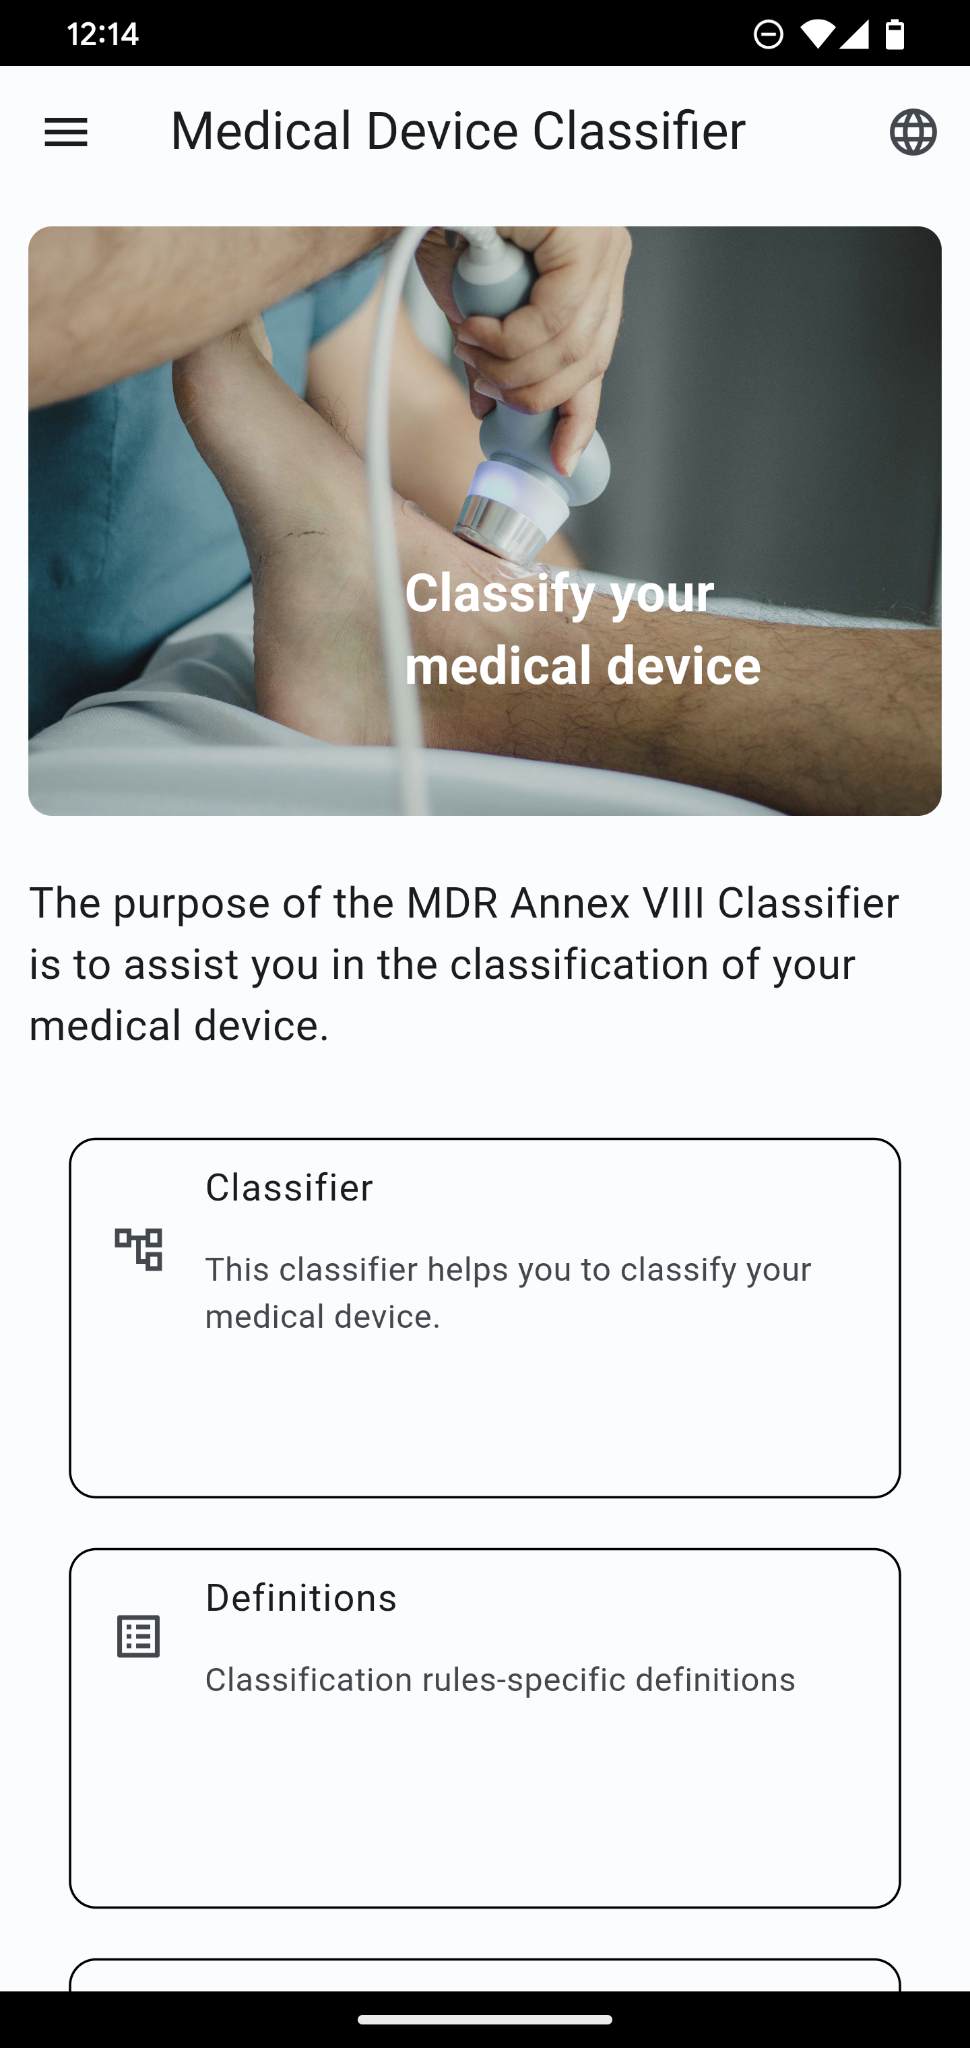 12:14
Medical Device Classifier
Classify your
medical device
The purpose of the MDR Annex VIII Classifier
is to assist you in the classification of your
medical device.
Classifier
This classifier helps you to classify your
medical device.
Definitions
Classification rules-specific definitions